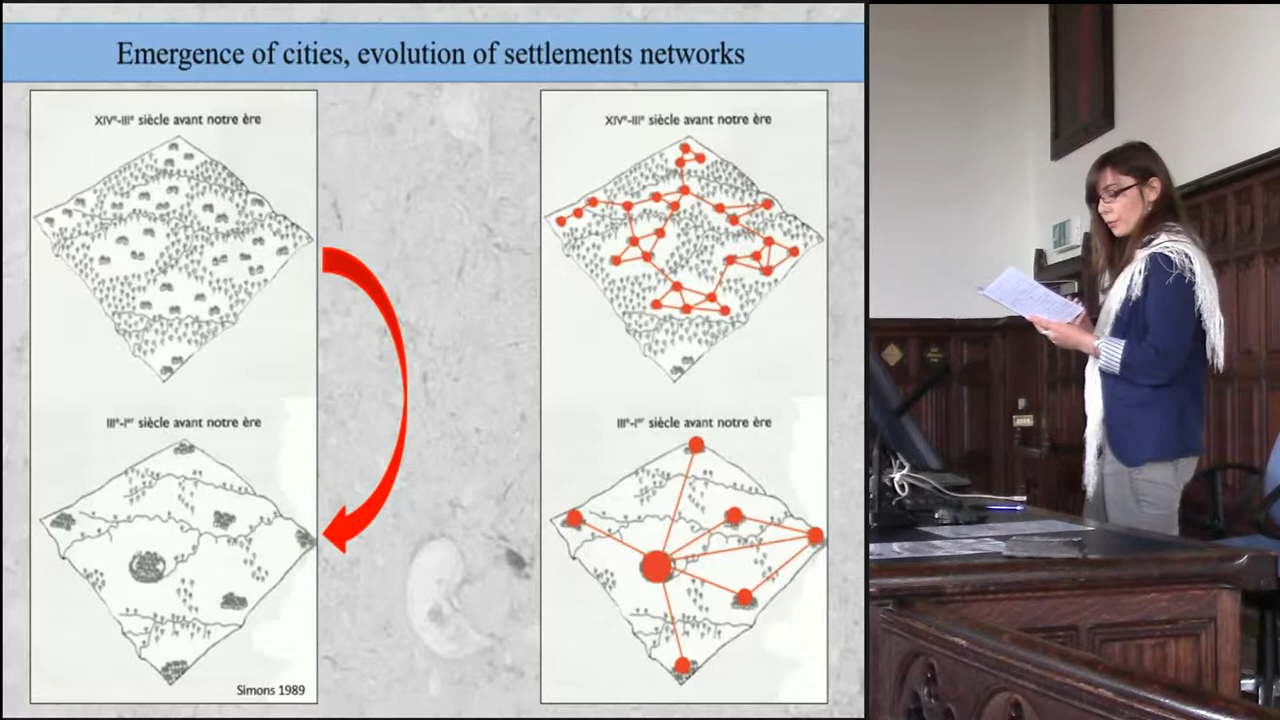 Emergence of cities, evolution of settlements networks
XIVᵉ-IIIᵉ siècle avant notre ère
XIVᵉ-IIIᵉ siècle avant notre ère
IIIᵉ-Iᵉʳ siècle avant notre ère
IIIᵉ-Iᵉʳ siècle avant notre ère
Simons 1989